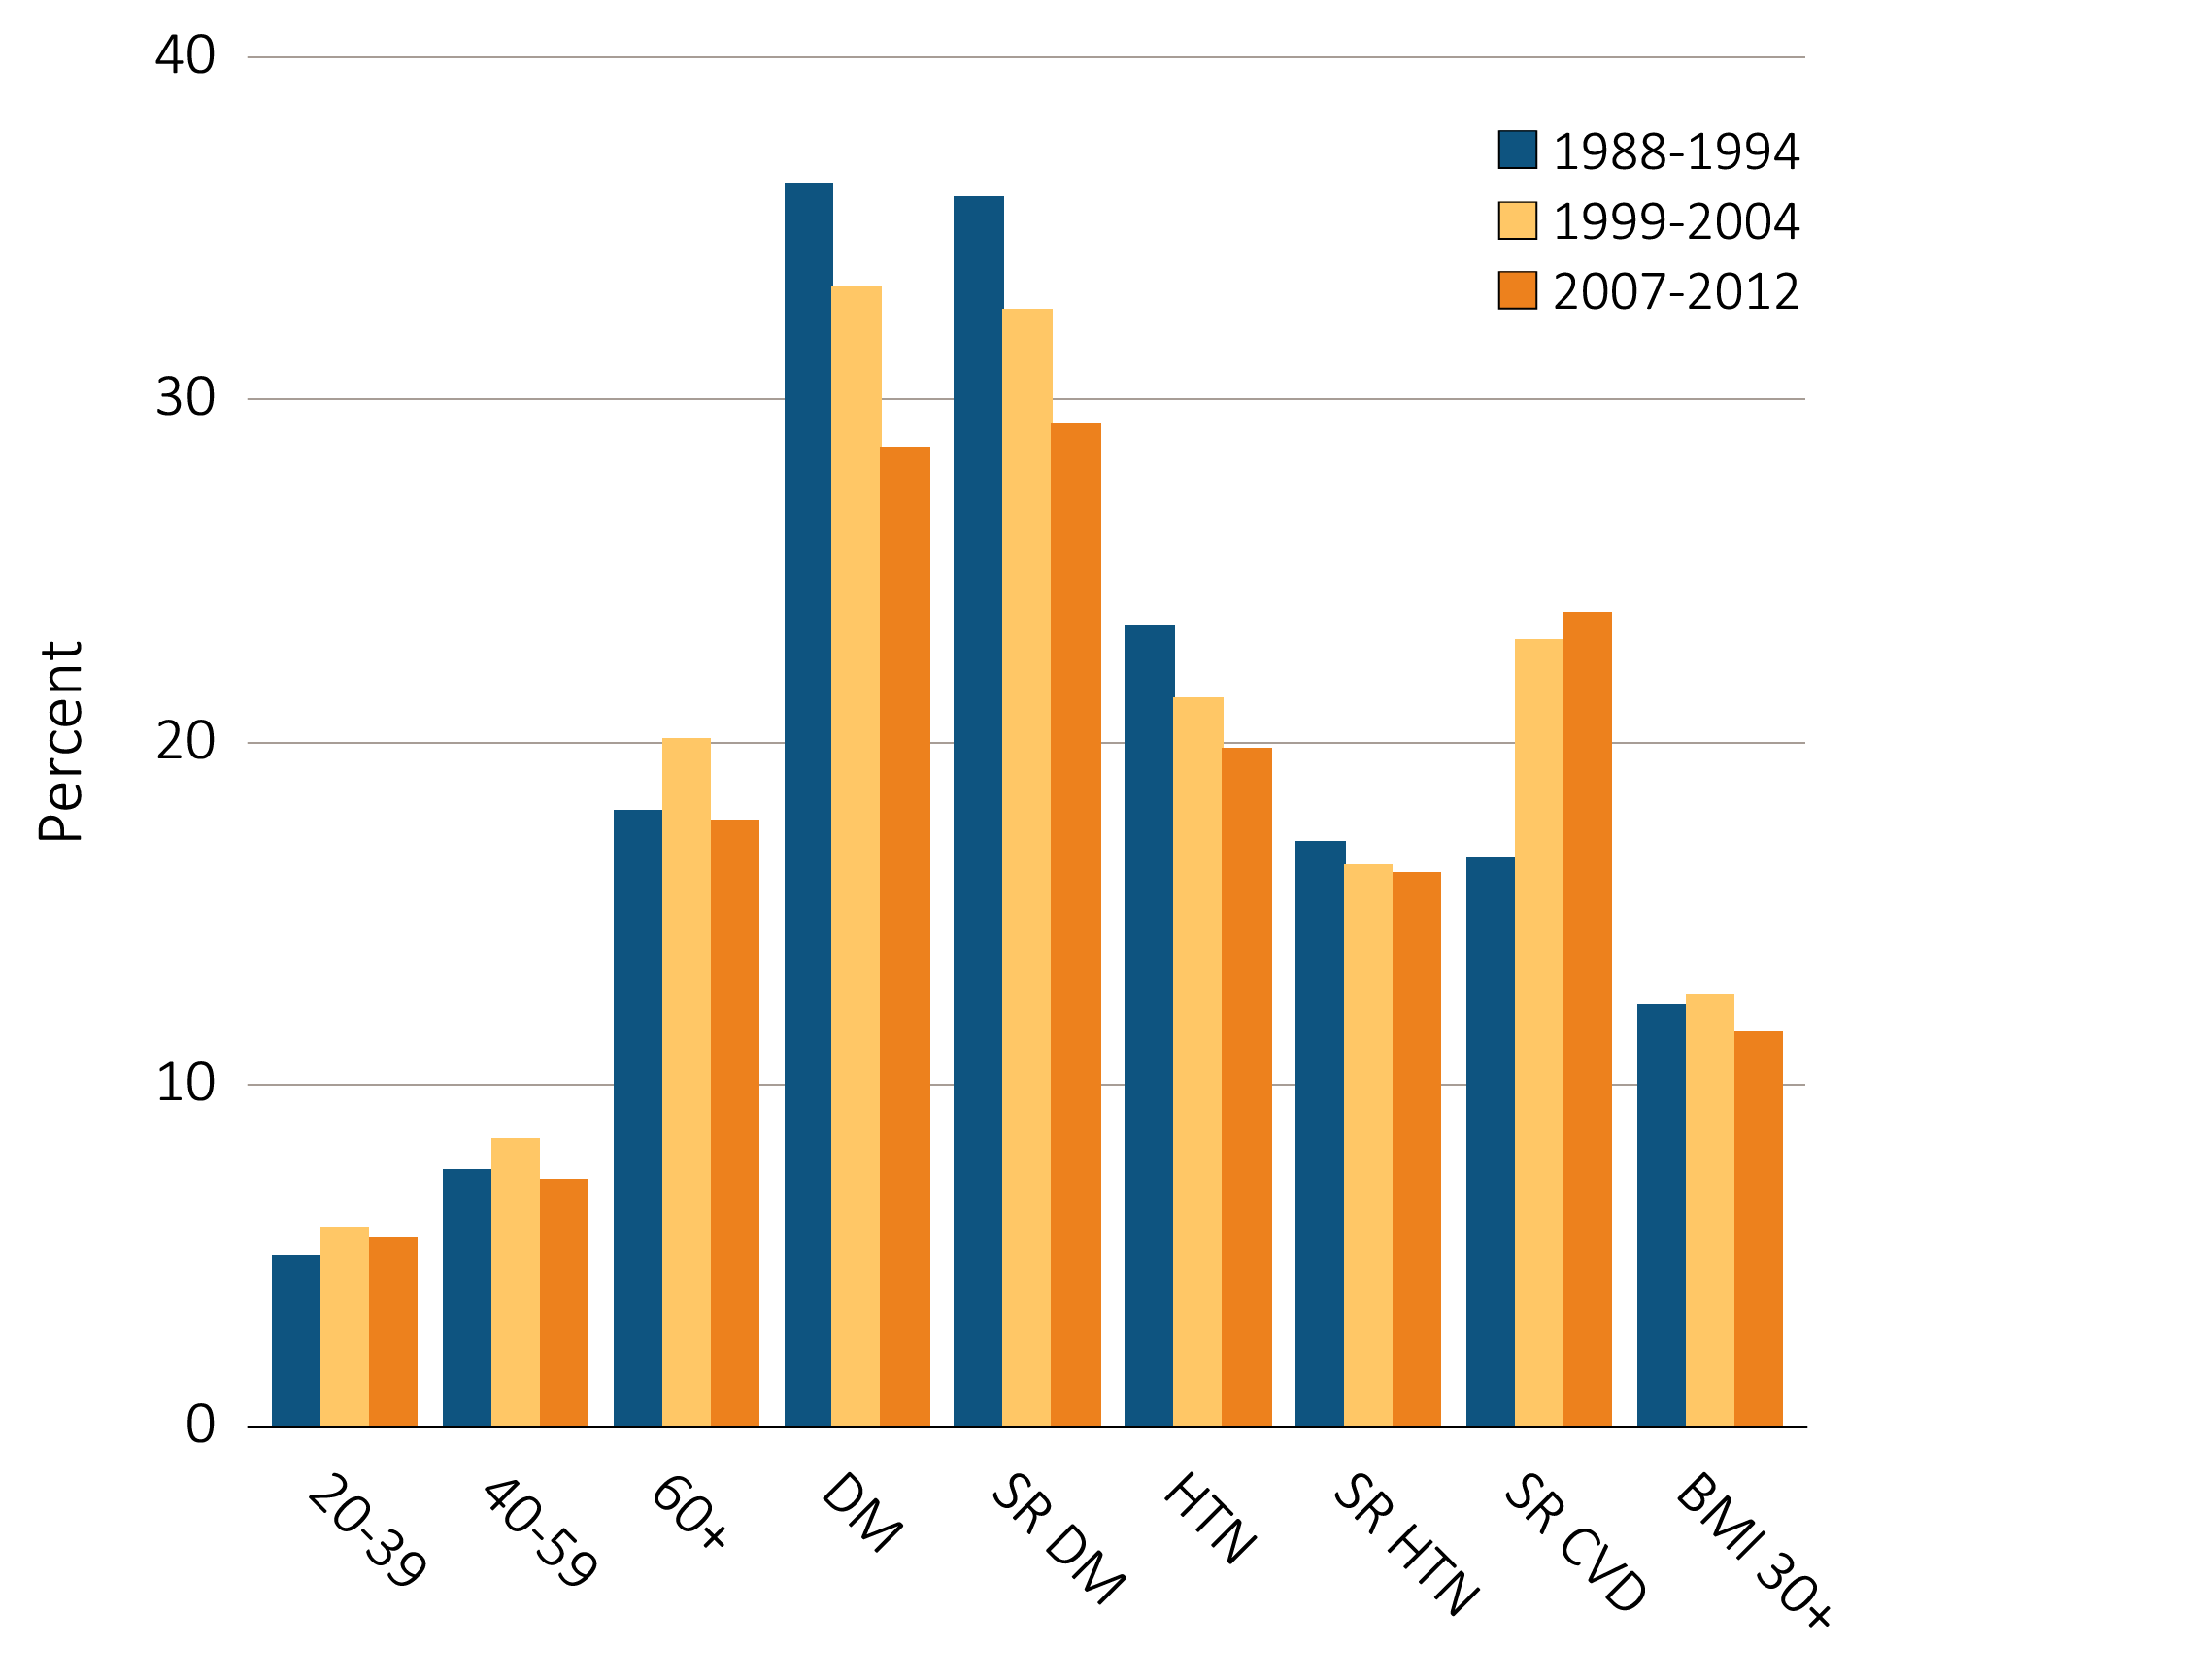 40
1988-1994
1999-2004
2007-2012
30
Percent
20
10
0
20-39
40-59
60+
DM
SR DM
HTN
SR HTN
SR CVD
BMI 30+